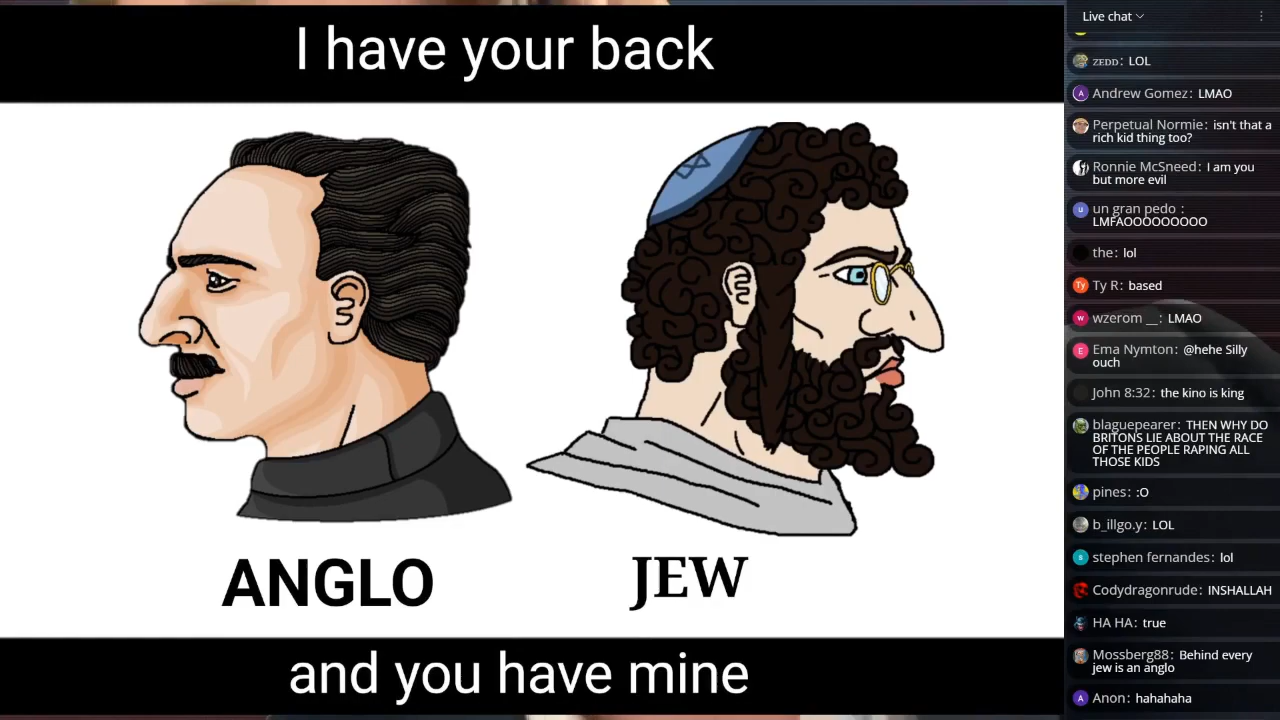 I have your back
ANGLO
JEW
and you have mine
Live chat
ZEDD : LOL
Andrew Gomez: LMAO
Perpetual Normie: isn't that a
rich kid thing too?
Ronnie McSneed: I am you
but more evil
un gran pedo :
LMFAOOOOOOOOO
the: lol
Ty
Ty R: based
w
wzerom __: LMAO
E
Ema Nymton: @hehe Silly
ouch
John 8:32: the kino is king
blaguepearer: THEN WHY DO
BRITONS LIE ABOUT THE RACE
OF THE PEOPLE RAPING ALL
THOSE KIDS
pines: :O
b_illgo.y: LOL
s
stephen fernandes: lol
Codydragonrude: INSHALLAH
HA HA: true
Mossberg88: Behind every
jew is an anglo
A
Anon: hahahaha